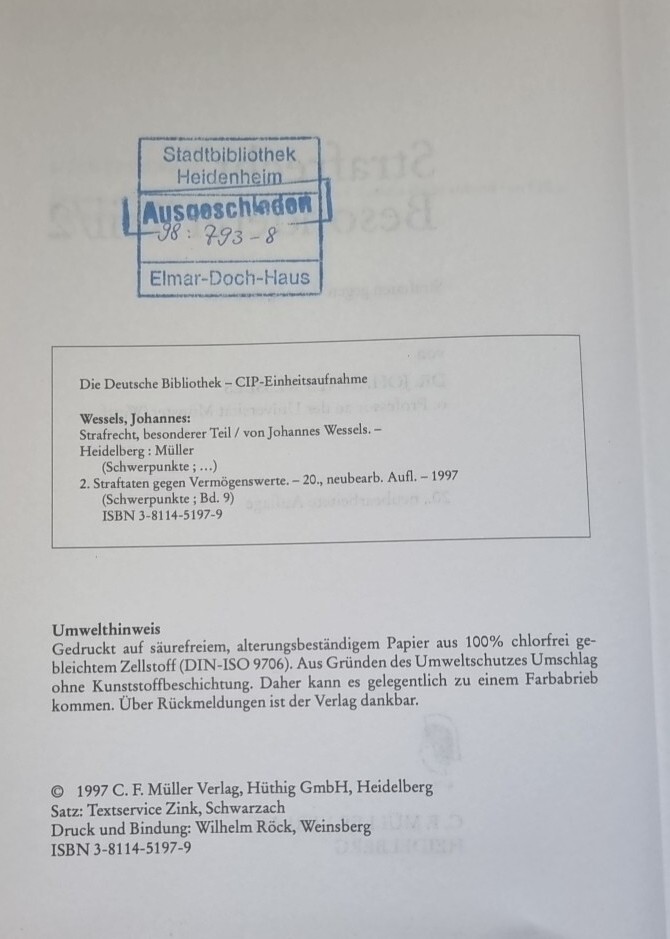 Stadtbibliothek
Heidenheim
Ausgeschieden
98: 793-8
Elmar-Doch-Haus
Die Deutsche Bibliothek – CIP-Einheitsaufnahme
Wessels, Johannes:
Strafrecht, besonderer Teil / von Johannes Wessels. –
Heidelberg : Müller
(Schwerpunkte ; ...)
2. Straftaten gegen Vermögenswerte. – 20., neubearb. Aufl. – 1997
(Schwerpunkte ; Bd. 9)
ISBN 3-8114-5197-9
Umwelthinweis
Gedruckt auf säurefreiem, alterungsbeständigem Papier aus 100% chlorfrei ge-
bleichtem Zellstoff (DIN-ISO 9706). Aus Gründen des Umweltschutzes Umschlag
ohne Kunststoffbeschichtung. Daher kann es gelegentlich zu einem Farbabrieb
kommen. Über Rückmeldungen ist der Verlag dankbar.
© 1997 C. F. Müller Verlag, Hüthig GmbH, Heidelberg
Satz: Textservice Zink, Schwarzach
Druck und Bindung: Wilhelm Röck, Weinsberg
ISBN 3-8114-5197-9